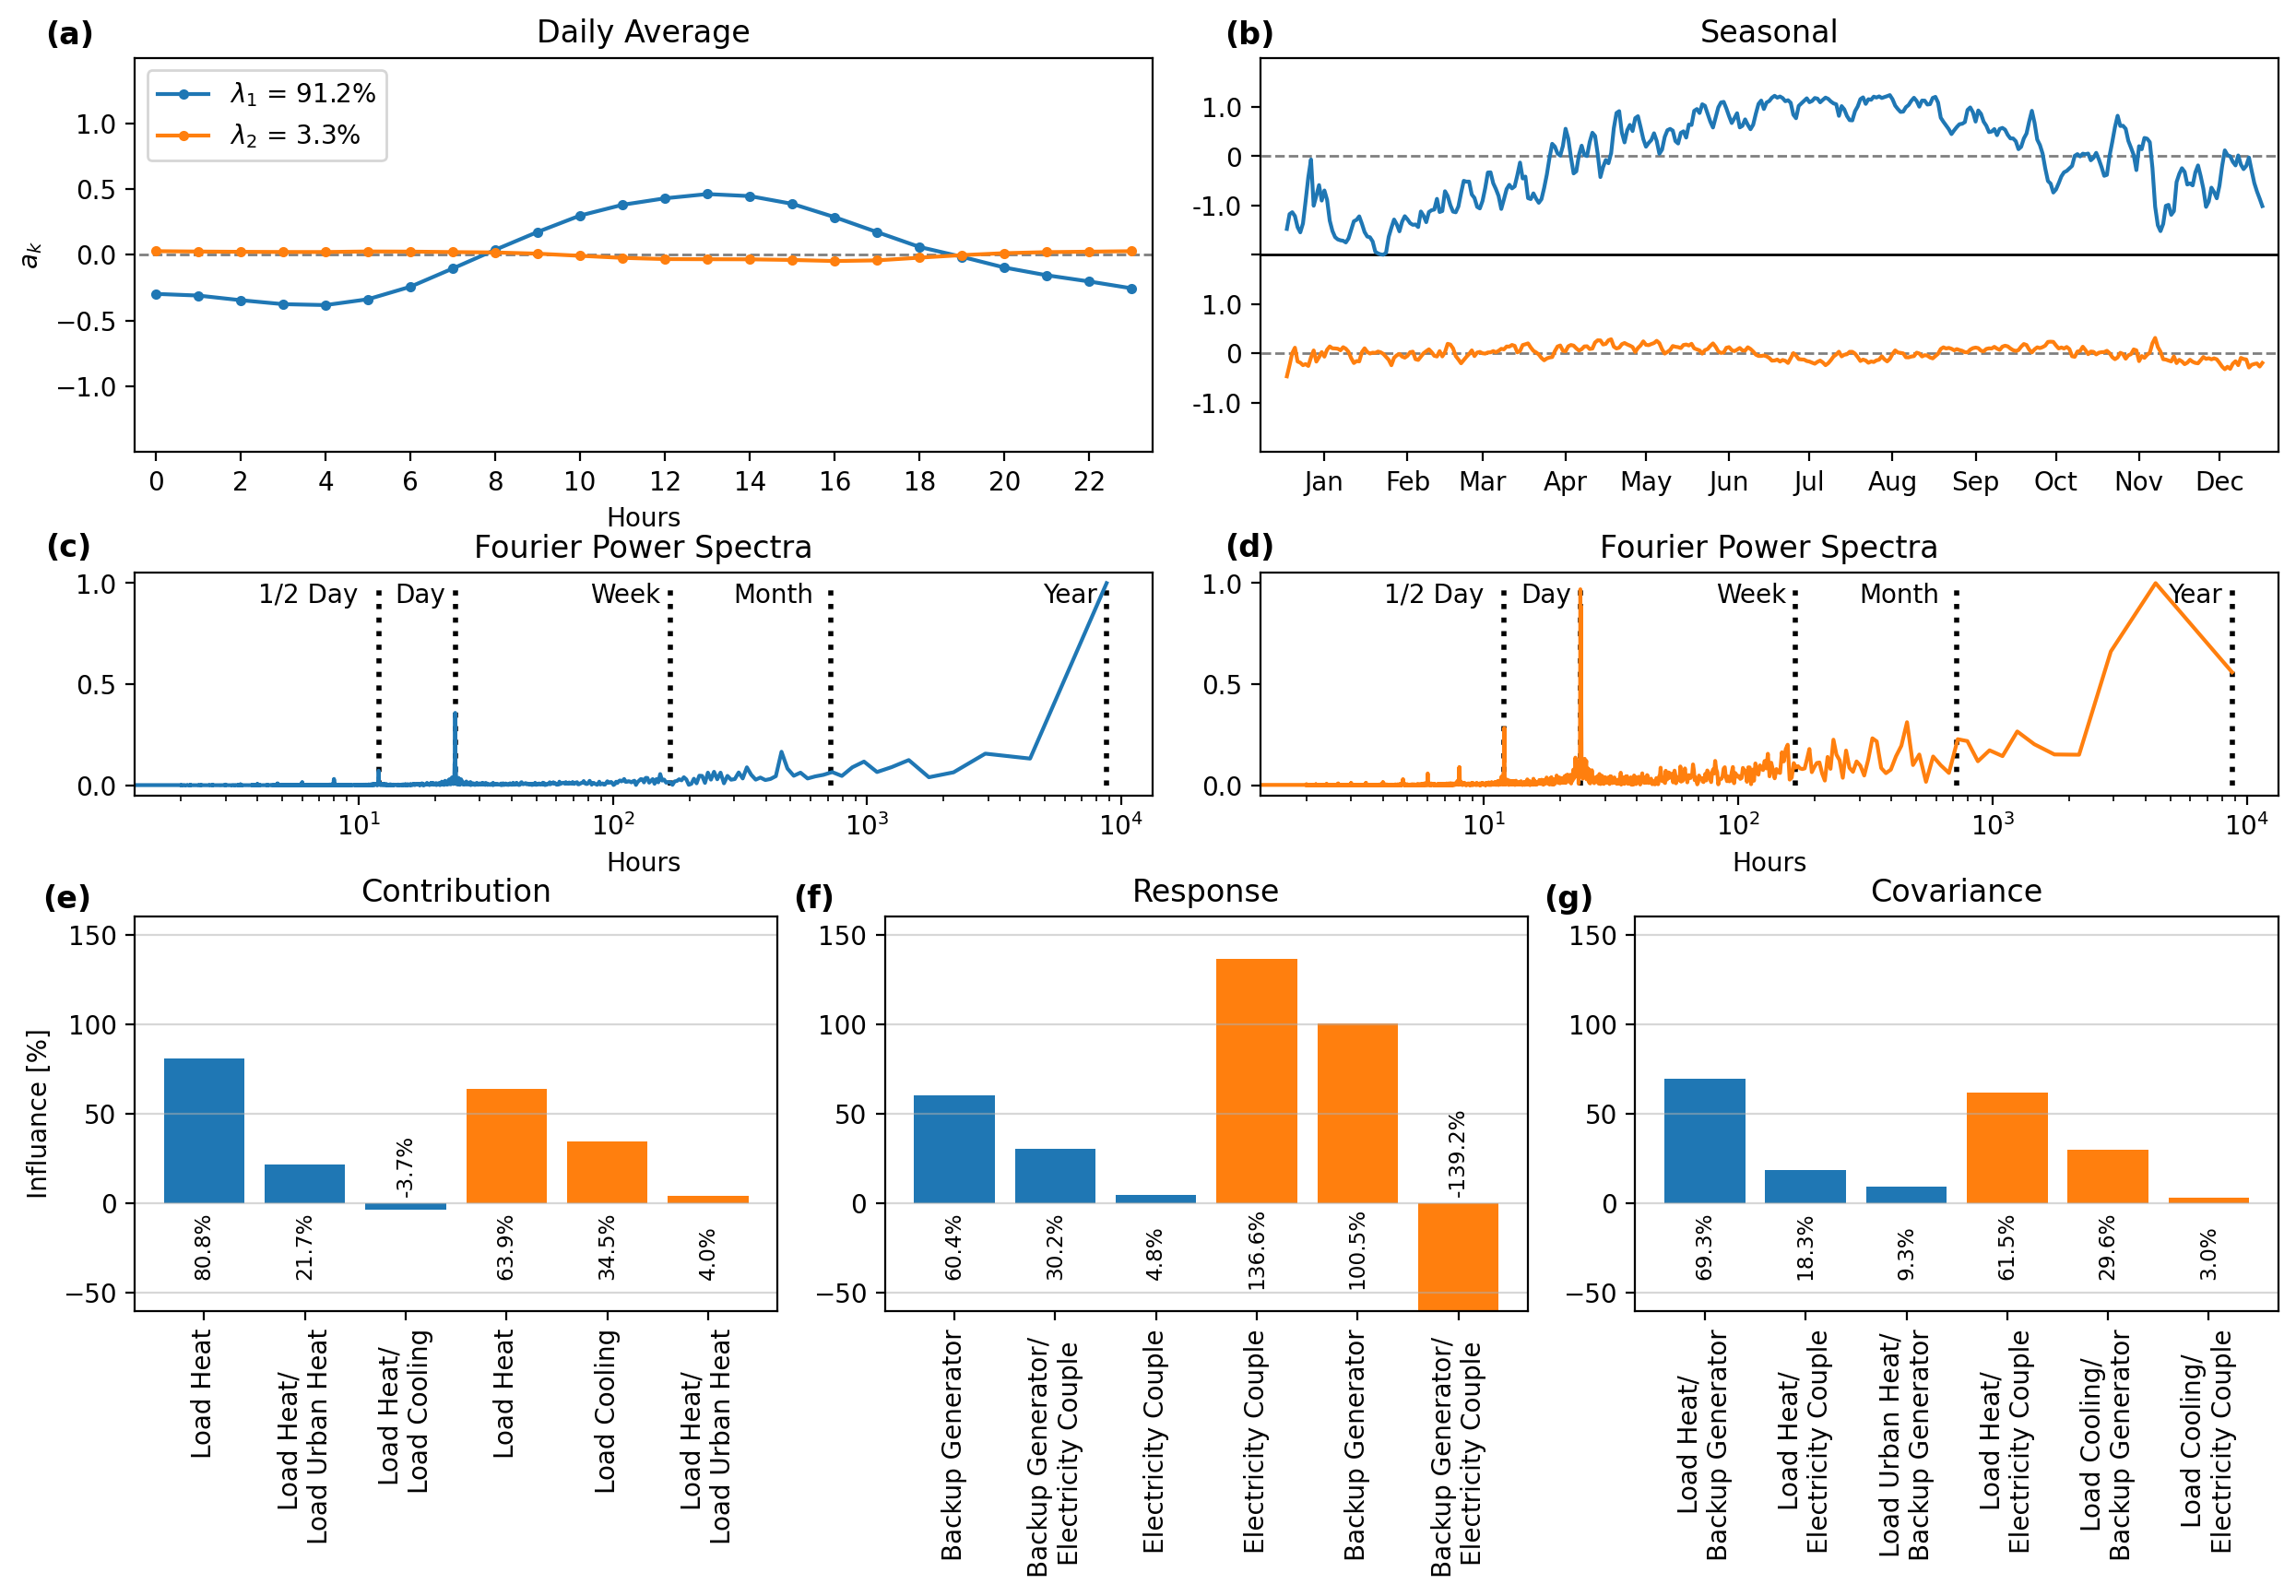 (a)
Daily Average
λ1 = 91.2%
λ2 = 3.3%
1.0
0.5
0.0
−0.5
−1.0
ak
0 2 4 6 8 10 12 14 16 18 20 22
Hours
(b)
Seasonal
1.0
0
-1.0
1.0
0
-1.0
Jan Feb Mar Apr May Jun Jul Aug Sep Oct Nov Dec
(c)
Fourier Power Spectra
1/2 Day Day Week Month Year
1.0
0.5
0.0
10^1 10^2 10^3 10^4
Hours
(d)
Fourier Power Spectra
1/2 Day Day Week Month Year
1.0
0.5
0.0
10^1 10^2 10^3 10^4
Hours
(e)
Contribution
Influance [%]
150
100
50
0
−50
80.8%
21.7%
-3.7%
63.9%
34.5%
4.0%
Load Heat
Load Heat/
Load Urban Heat
Load Heat/
Load Cooling
Load Heat
Load Cooling
Load Heat/
Load Urban Heat
(f)
Response
150
100
50
0
−50
60.4%
30.2%
4.8%
136.6%
100.5%
-139.2%
Backup Generator
Backup Generator/
Electricity Couple
Electricity Couple
Electricity Couple
Backup Generator
Backup Generator/
Electricity Couple
(g)
Covariance
150
100
50
0
−50
69.3%
18.3%
9.3%
61.5%
29.6%
3.0%
Load Heat/
Backup Generator
Load Heat/
Electricity Couple
Load Urban Heat/
Backup Generator
Load Heat/
Electricity Couple
Load Cooling/
Backup Generator
Load Cooling/
Electricity Couple